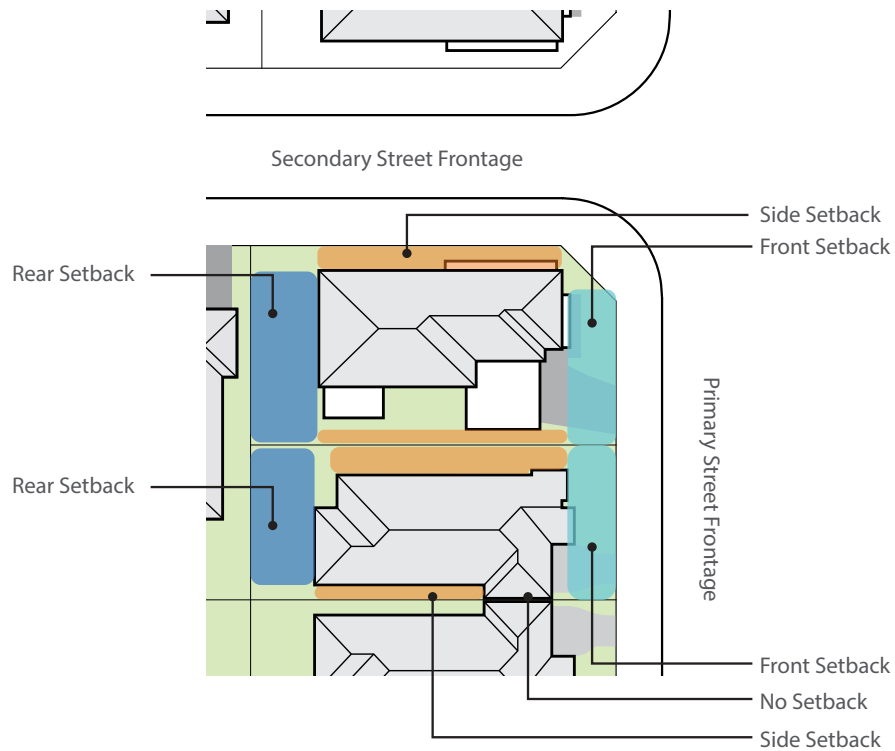 Secondary Street Frontage
Side Setback
Front Setback
Rear Setback
Primary Street Frontage
Rear Setback
Front Setback
No Setback
Side Setback